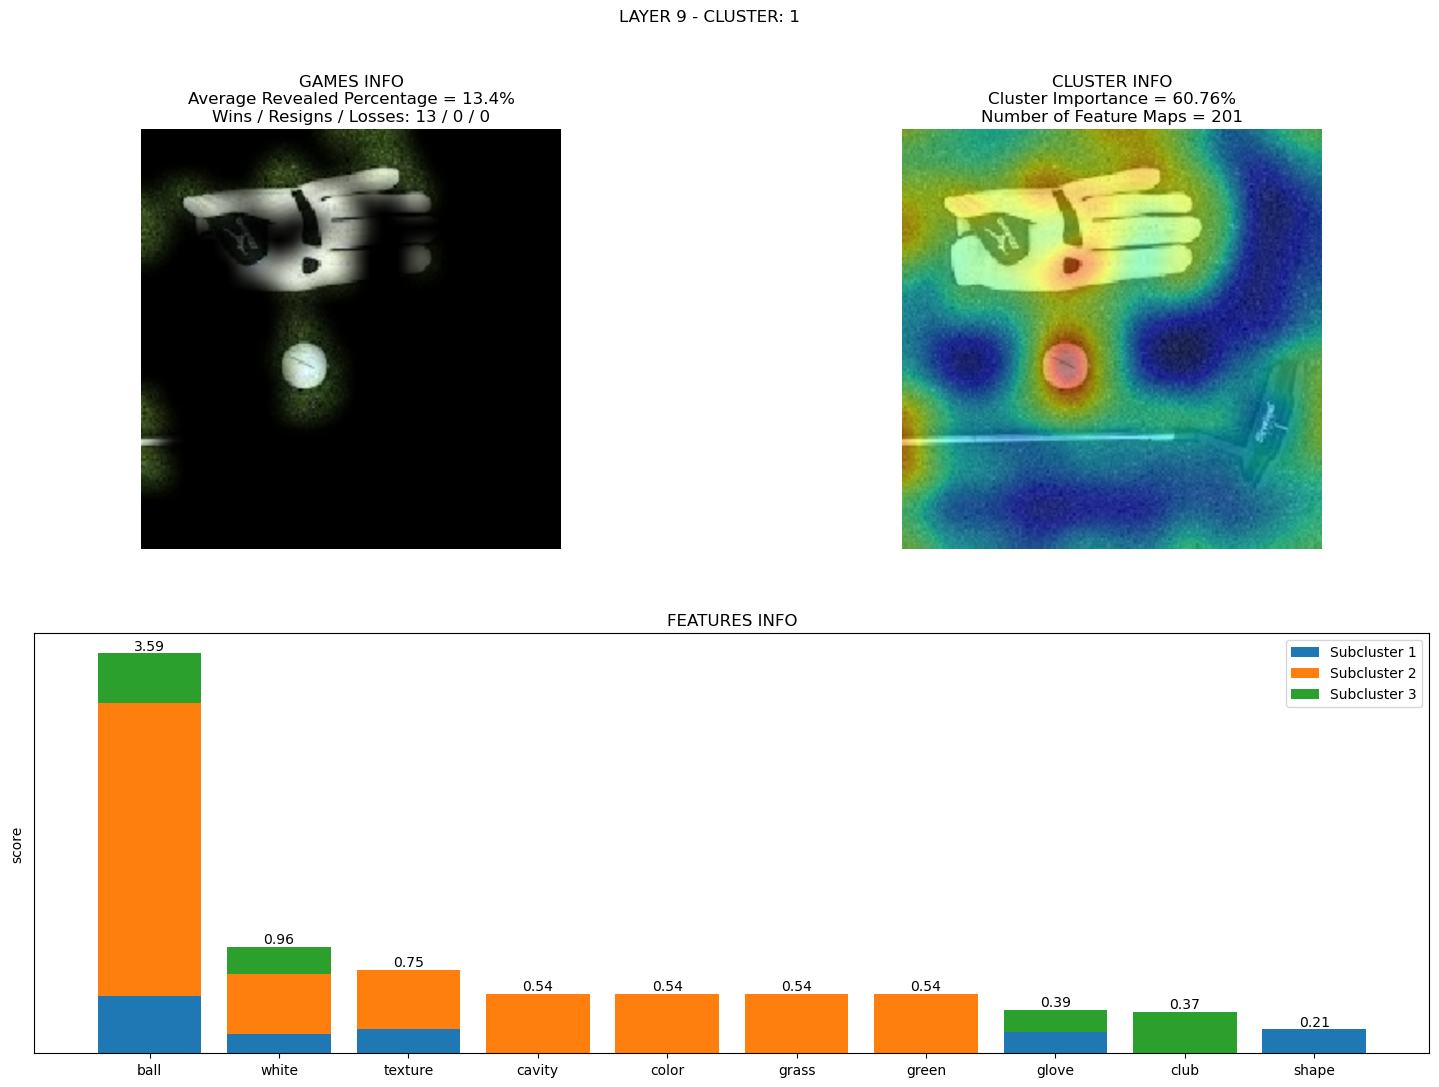 LAYER 9 - CLUSTER: 1
GAMES INFO
Average Revealed Percentage = 13.4%
Wins / Resigns / Losses: 13 / 0 / 0
CLUSTER INFO
Cluster Importance = 60.76%
Number of Feature Maps = 201
FEATURES INFO
score
3.59
0.96
0.75
0.54
0.54
0.54
0.54
0.39
0.37
0.21
Subcluster 1
Subcluster 2
Subcluster 3
ball
white
texture
cavity
color
grass
green
glove
club
shape